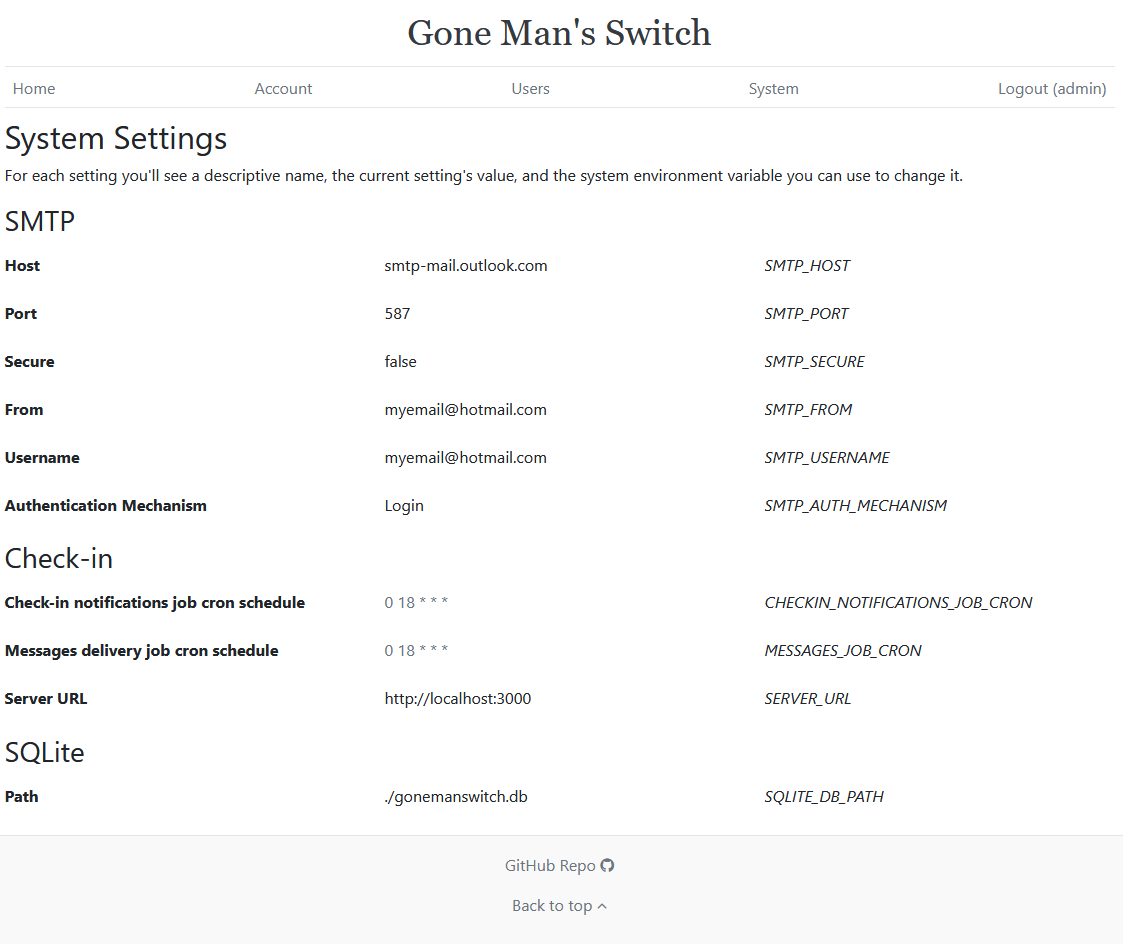 Gone Man's Switch
Home Account Users System Logout (admin)
System Settings
For each setting you'll see a descriptive name, the current setting's value, and the system environment variable you can use to change it.
SMTP
Host smtp-mail.outlook.com SMTP_HOST
Port 587 SMTP_PORT
Secure false SMTP_SECURE
From myemail@hotmail.com SMTP_FROM
Username myemail@hotmail.com SMTP_USERNAME
Authentication Mechanism Login SMTP_AUTH_MECHANISM
Check-in
Check-in notifications job cron schedule 0 18 * * * CHECKIN_NOTIFICATIONS_JOB_CRON
Messages delivery job cron schedule 0 18 * * * MESSAGES_JOB_CRON
Server URL http://localhost:3000 SERVER_URL
SQLite
Path ./gonemanswitch.db SQLITE_DB_PATH
GitHub Repo
Back to top